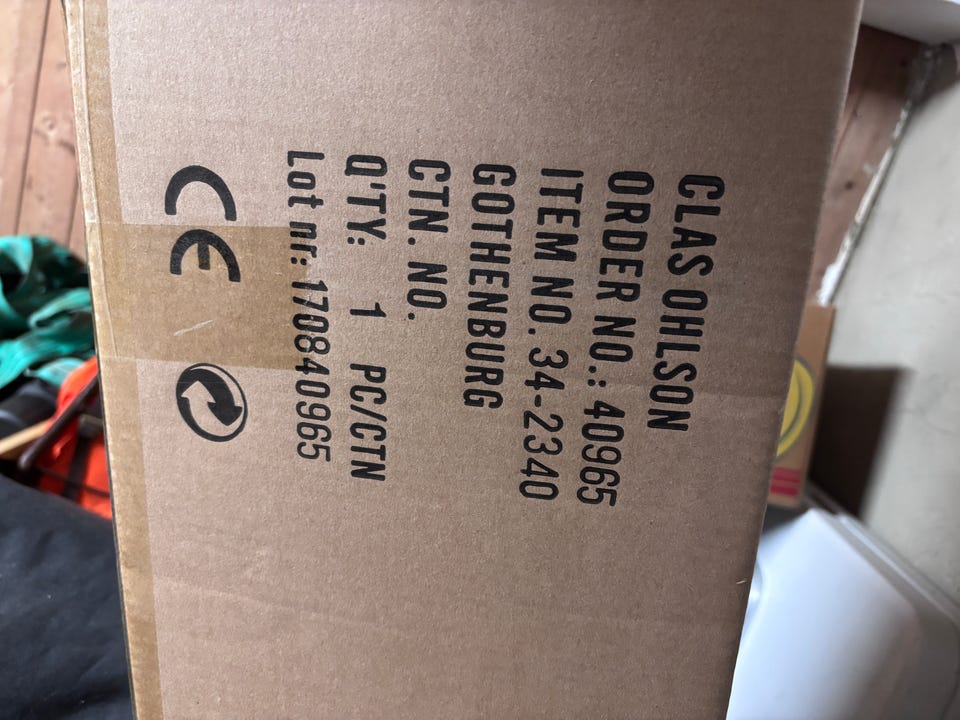 CLAS OHLSON
ORDER NO.: 40965
ITEM NO. 34-2340
GOTHENBURG
CTN. NO.
Q'TY: 1 PC/CTN
Lot nr: 170840965
CE